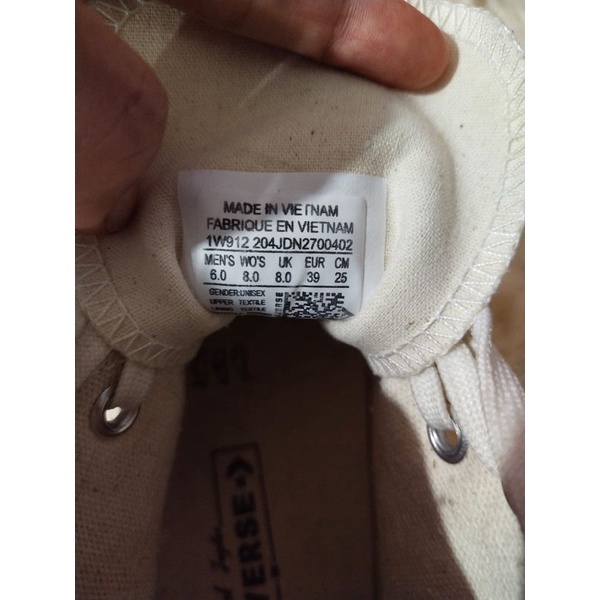 MADE IN VIETNAM
FABRIQUE EN VIETNAM
1W912 204JDN2700402
MEN'S WO'S UK EUR CM
6.0 8.0 8.0 39 25
GENDER:UNISEX
UPPER TEXTILE
TEXTILE